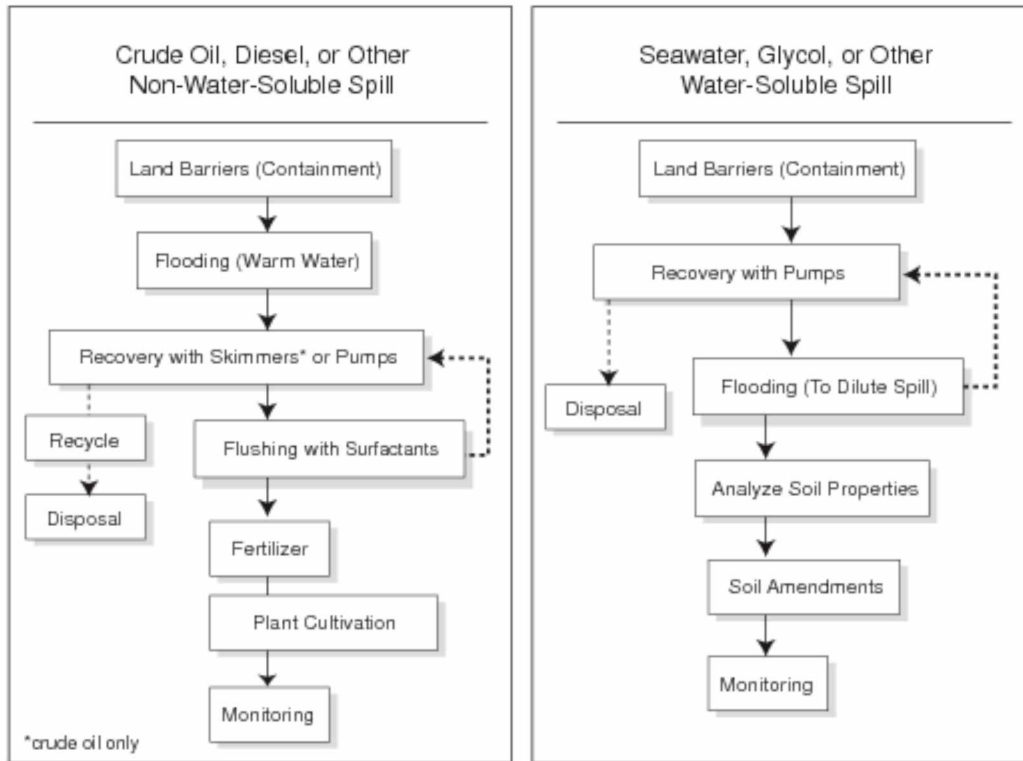 Crude Oil, Diesel, or Other
Non-Water-Soluble Spill
Land Barriers (Containment)
Flooding (Warm Water)
Recovery with Skimmers* or Pumps
Recycle
Flushing with Surfactants
Disposal
Fertilizer
Plant Cultivation
Monitoring
*crude oil only
Seawater, Glycol, or Other
Water-Soluble Spill
Land Barriers (Containment)
Recovery with Pumps
Disposal
Flooding (To Dilute Spill)
Analyze Soil Properties
Soil Amendments
Monitoring